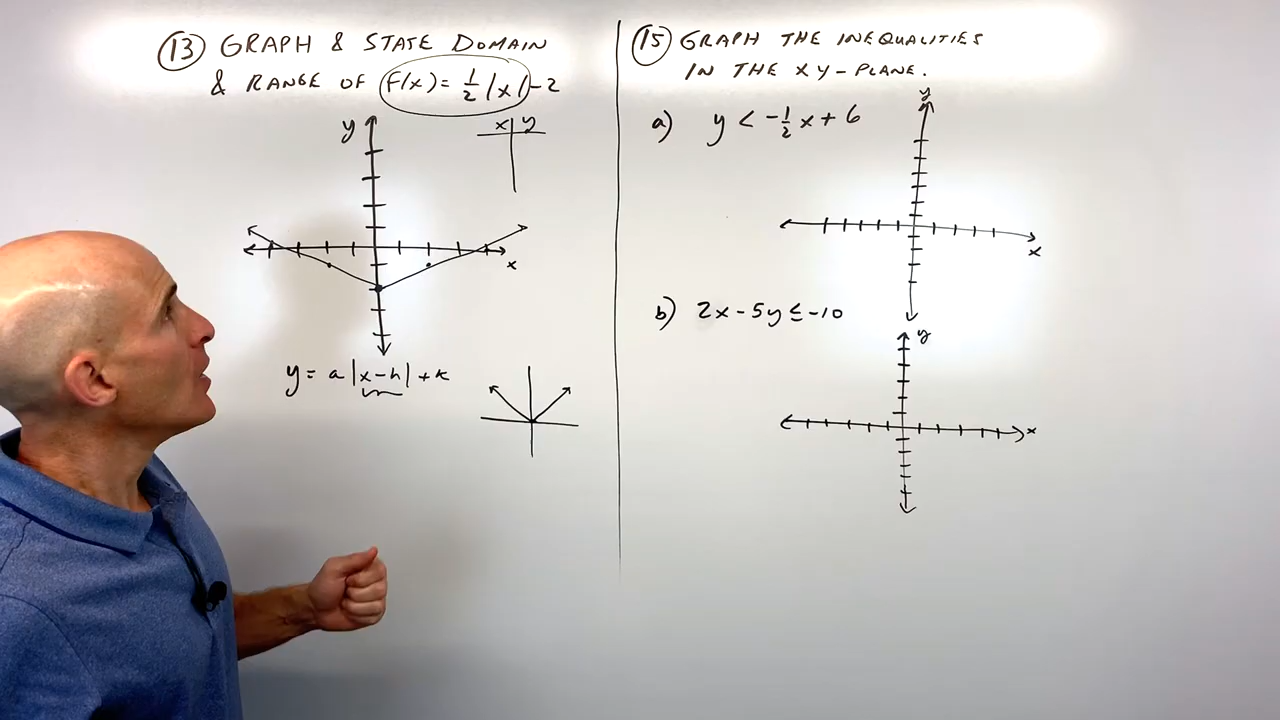 13 GRAPH & STATE DOMAIN
& RANGE OF f(x) = 1/2 |x| - 2
x y
y
x
y = a |x - h| + k
15 GRAPH THE INEQUALITIES
IN THE XY-PLANE.
a) y < -1/2 x + 6
y
x
b) 2x - 5y ≤ -10
y
x